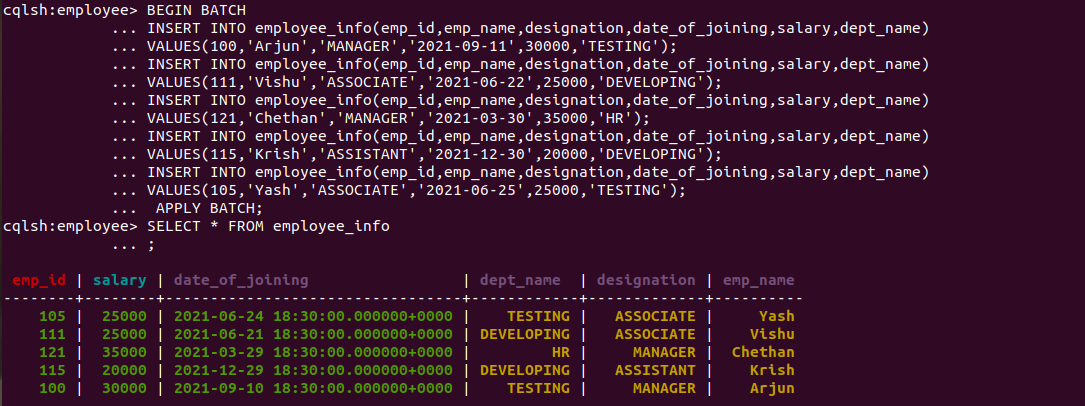 cqlsh:employee> BEGIN BATCH
... INSERT INTO employee_info(emp_id,emp_name,designation,date_of_joining,salary,dept_name)
... VALUES(100,'Arjun','MANAGER','2021-09-11',30000,'TESTING');
... INSERT INTO employee_info(emp_id,emp_name,designation,date_of_joining,salary,dept_name)
... VALUES(111,'Vishu','ASSOCIATE','2021-06-22',25000,'DEVELOPING');
... INSERT INTO employee_info(emp_id,emp_name,designation,date_of_joining,salary,dept_name)
... VALUES(121,'Chethan','MANAGER','2021-03-30',35000,'HR');
... INSERT INTO employee_info(emp_id,emp_name,designation,date_of_joining,salary,dept_name)
... VALUES(115,'Krish','ASSISTANT','2021-12-30',20000,'DEVELOPING');
... INSERT INTO employee_info(emp_id,emp_name,designation,date_of_joining,salary,dept_name)
... VALUES(105,'Yash','ASSOCIATE','2021-06-25',25000,'TESTING');
...  APPLY BATCH;
cqlsh:employee> SELECT * FROM employee_info
... ;
emp_id | salary | date_of_joining | dept_name | designation | emp_name
--------+--------+---------------------------------+------------+-------------+----------
105 | 25000 | 2021-06-24 18:30:00.000000+0000 | TESTING | ASSOCIATE | Yash
111 | 25000 | 2021-06-21 18:30:00.000000+0000 | DEVELOPING | ASSOCIATE | Vishu
121 | 35000 | 2021-03-29 18:30:00.000000+0000 | HR | MANAGER | Chethan
115 | 20000 | 2021-12-29 18:30:00.000000+0000 | DEVELOPING | ASSISTANT | Krish
100 | 30000 | 2021-09-10 18:30:00.000000+0000 | TESTING | MANAGER | Arjun